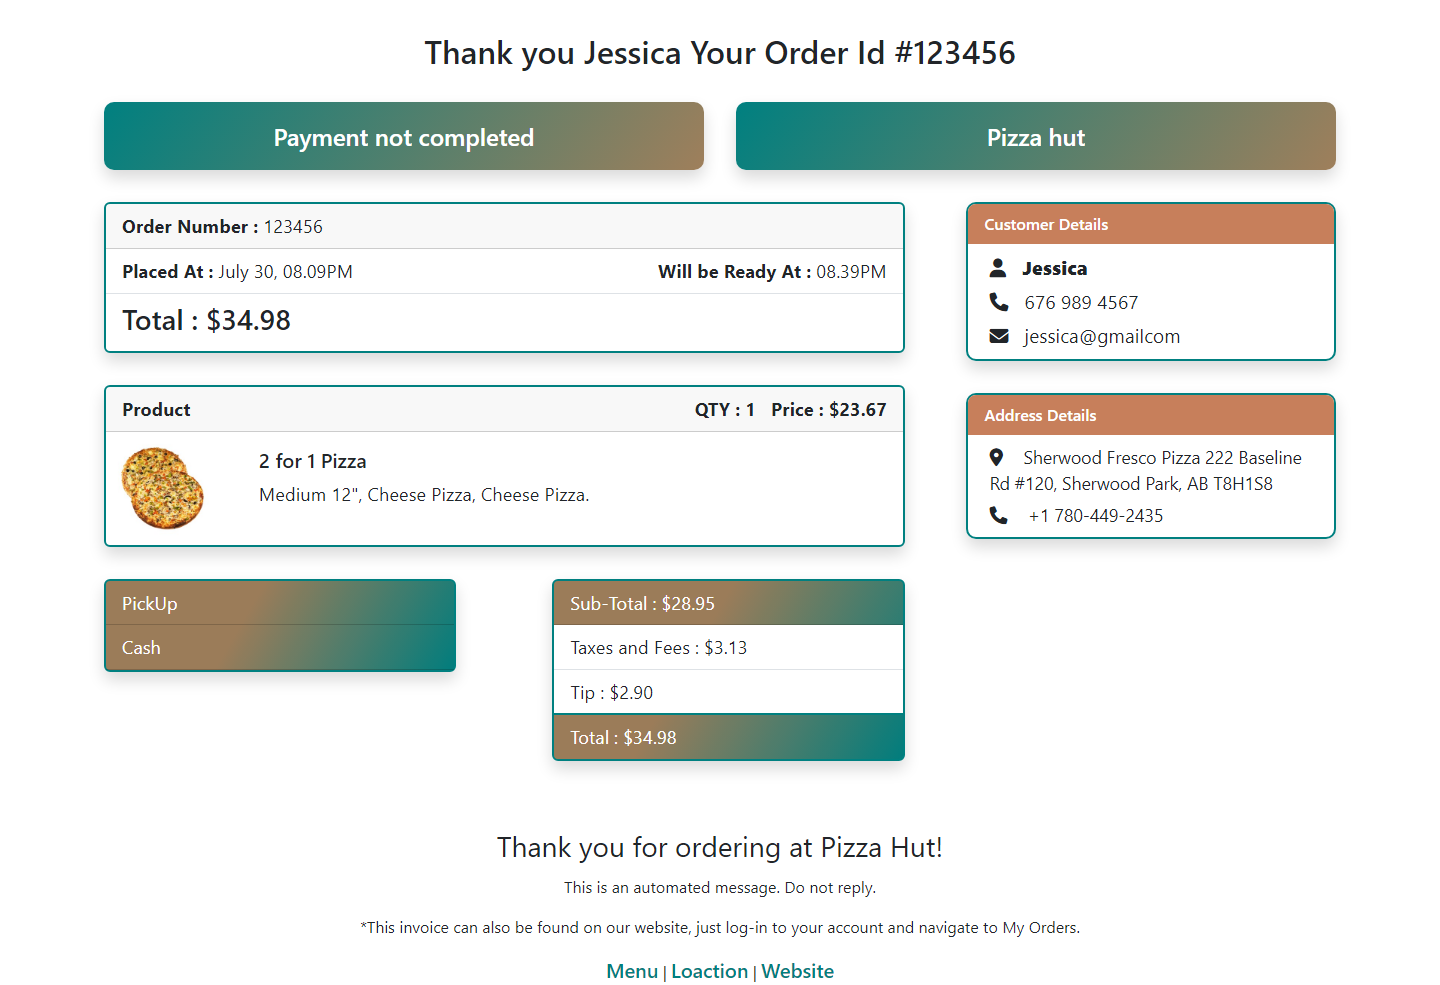 Thank you Jessica Your Order Id #123456
Payment not completed
Pizza hut
Order Number : 123456
Placed At : July 30, 08.09PM
Will be Ready At : 08.39PM
Total : $34.98
Product
QTY : 1 Price : $23.67
2 for 1 Pizza
Medium 12", Cheese Pizza, Cheese Pizza.
PickUp
Cash
Sub-Total : $28.95
Taxes and Fees : $3.13
Tip : $2.90
Total : $34.98
Customer Details
Jessica
676 989 4567
jessica@gmailcom
Address Details
Sherwood Fresco Pizza 222 Baseline
Rd #120, Sherwood Park, AB T8H1S8
+1 780-449-2435
Thank you for ordering at Pizza Hut!
This is an automated message. Do not reply.
*This invoice can also be found on our website, just log-in to your account and navigate to My Orders.
Menu | Loaction | Website